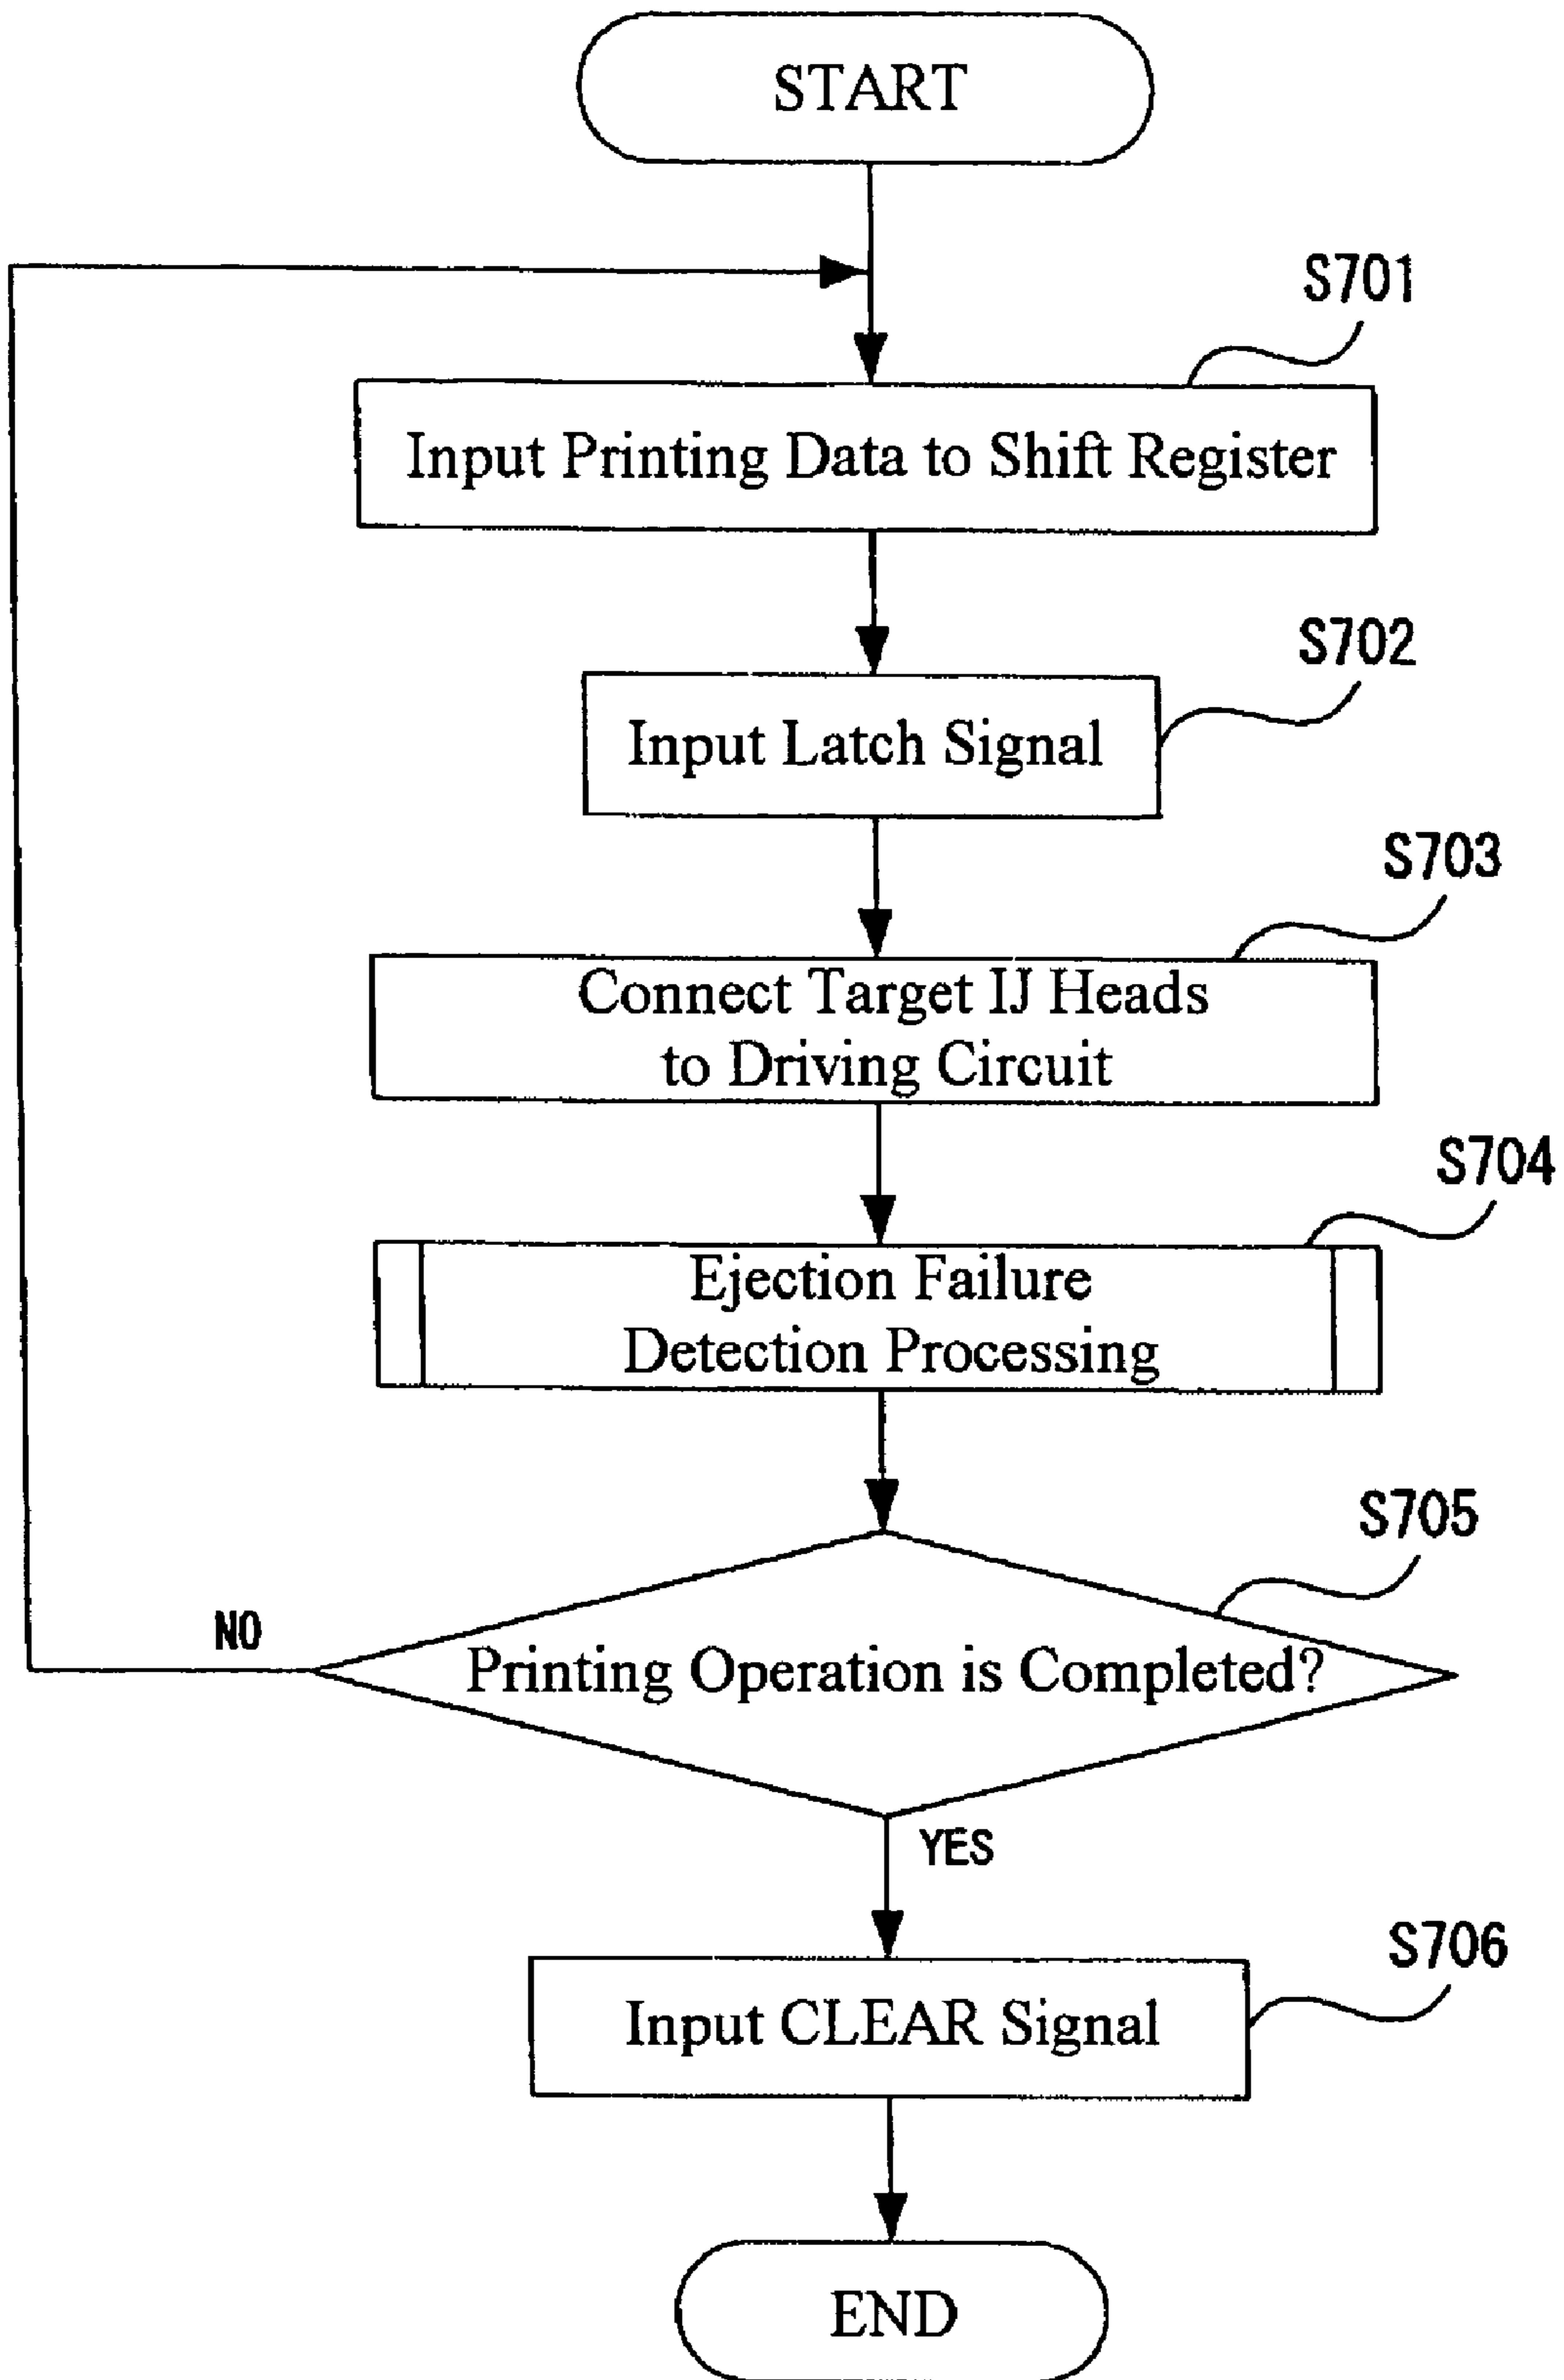 START
S701
Input Printing Data to Shift Register
S702
Input Latch Signal
S703
Connect Target IJ Heads
to Driving Circuit
S704
Ejection Failure
Detection Processing
S705
NO
Printing Operation is Completed?
YES
S706
Input CLEAR Signal
END